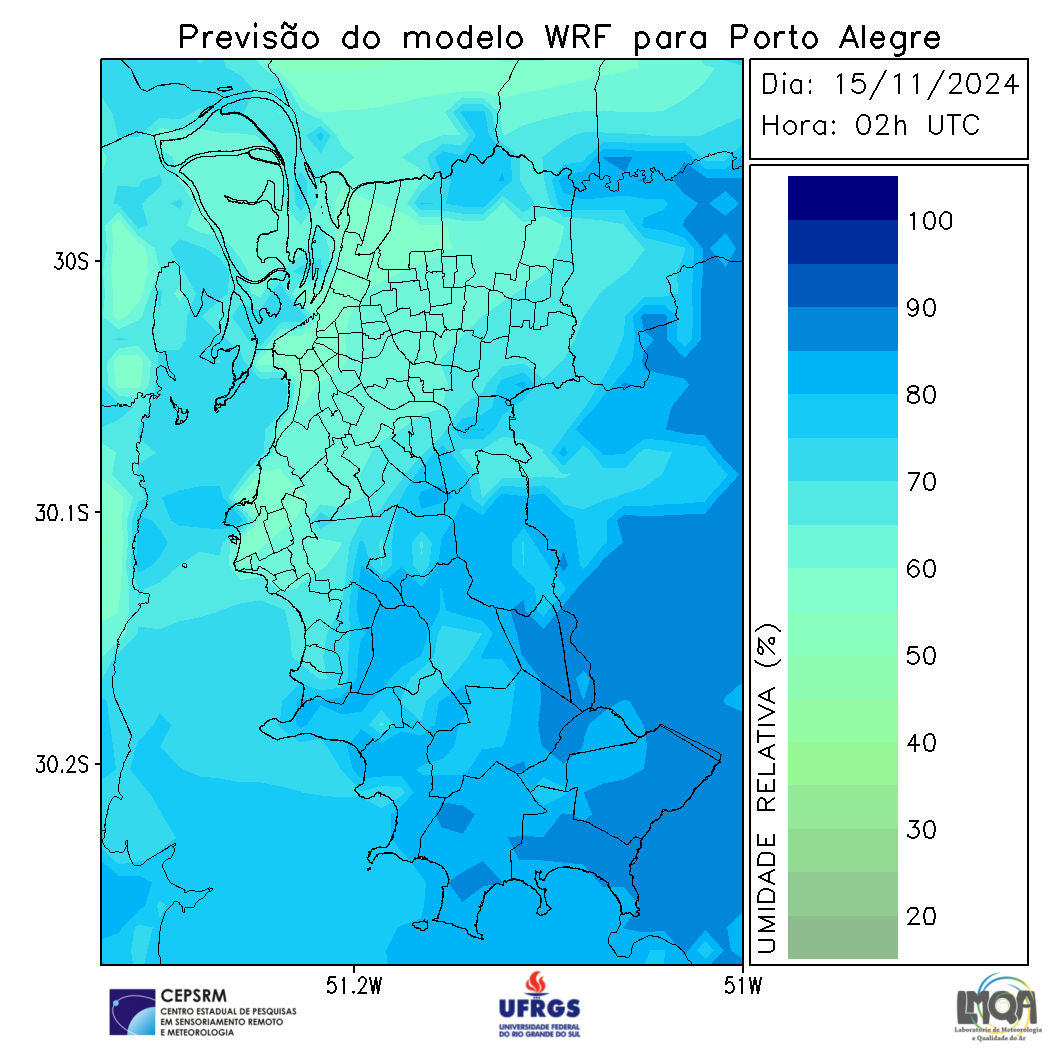 Previsão do modelo WRF para Porto Alegre
Dia: 15/11/2024
Hora: 02h UTC
100
90
80
70
60
50
40
30
20
UMIDADE RELATIVA (%)
30S
30.1S
30.2S
51.2W
51W
CEPSRM
CENTRO ESTADUAL DE PESQUISAS
EM SENSORIAMENTO REMOTO
E METEOROLOGIA
UFRGS
UNIVERSIDADE FEDERAL
DO RIO GRANDE DO SUL
LMQA
Laboratório de Meteorologia
e Qualidade do Ar